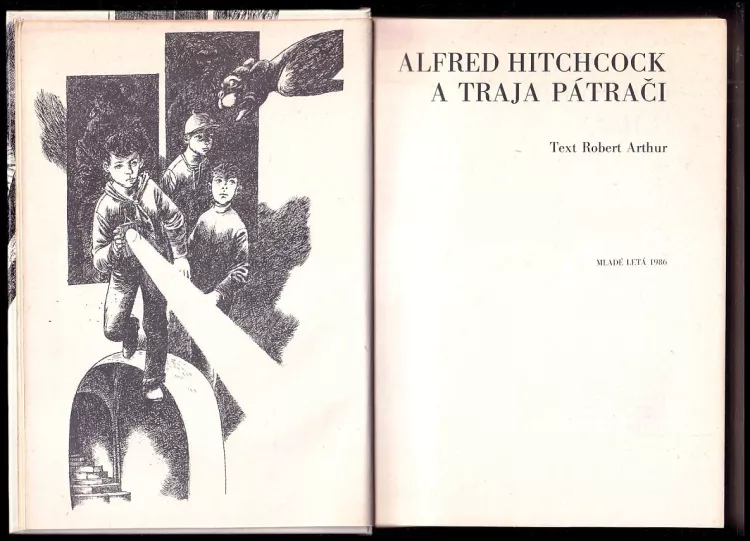 ALFRED HITCHCOCK
A TRAJA PÁTRAČI
Text Robert Arthur
MLADÉ LETÁ 1986